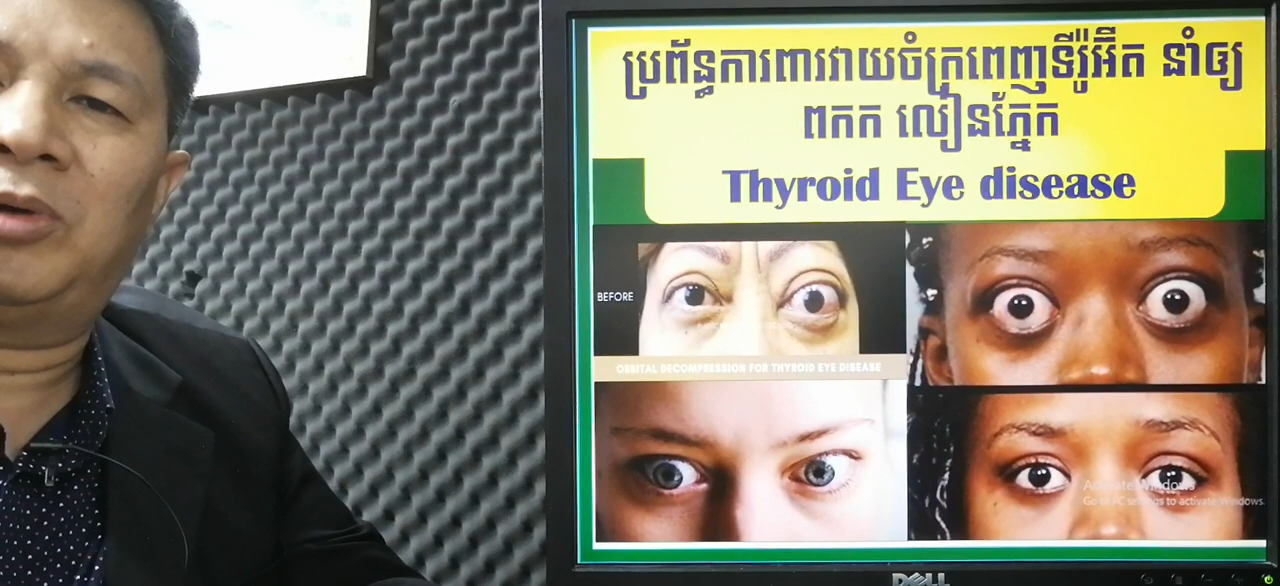 ប្រព័ន្ធការពារវាយចំក្រពេញទីរ៉ូអ៊ីត នាំឲ្យ
ពកក លៀនភ្នែក
Thyroid Eye disease
BEFORE
ORBITAL DECOMPRESSION FOR THYROID EYE DISEASE
Activate Windows
Go to PC settings to activate Windows.
DELL